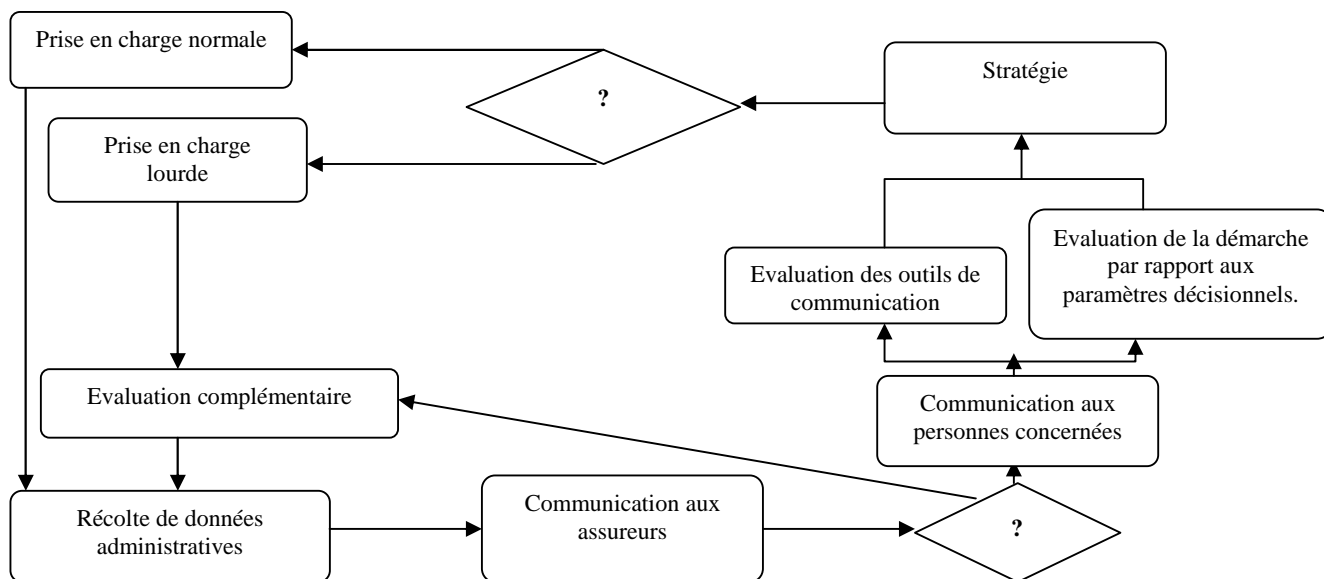 Prise en charge normale
?
Stratégie
Prise en charge
lourde
Evaluation des outils de
communication
Evaluation de la démarche
par rapport aux
paramètres décisionnels.
Evaluation complémentaire
Communication aux
personnes concernées
Récolte de données
administratives
Communication aux
assureurs
?